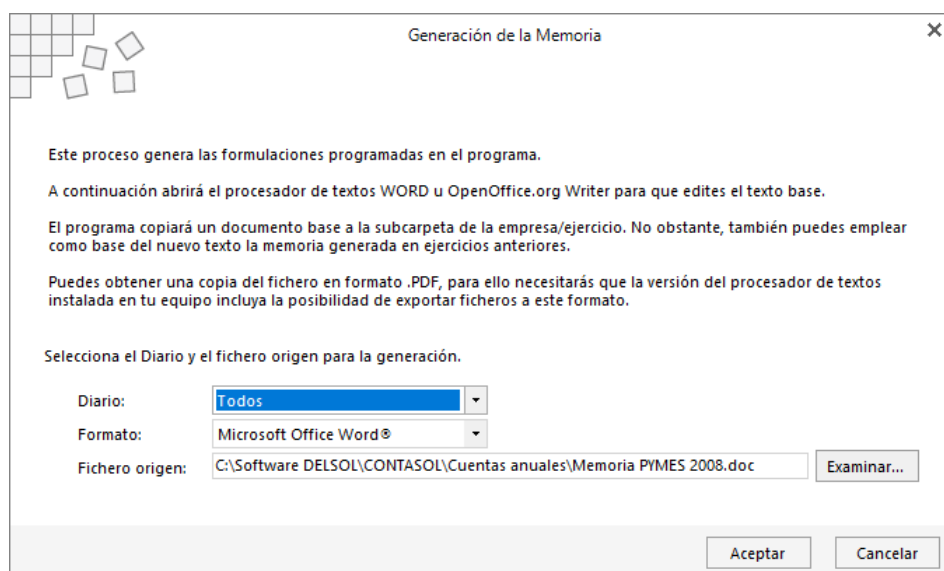 Generación de la Memoria
Este proceso genera las formulaciones programadas en el programa.
A continuación abrirá el procesador de textos WORD u OpenOffice.org Writer para que edites el texto base.
El programa copiará un documento base a la subcarpeta de la empresa/ejercicio. No obstante, también puedes emplear
como base del nuevo texto la memoria generada en ejercicios anteriores.
Puedes obtener una copia del fichero en formato .PDF, para ello necesitarás que la versión del procesador de textos
instalada en tu equipo incluya la posibilidad de exportar ficheros a este formato.
Selecciona el Diario y el fichero origen para la generación.
Diario: Todos
Formato: Microsoft Office Word®
Fichero origen: C:\Software DELSOL\CONTASOL\Cuentas anuales\Memoria PYMES 2008.doc Examinar...
Aceptar Cancelar